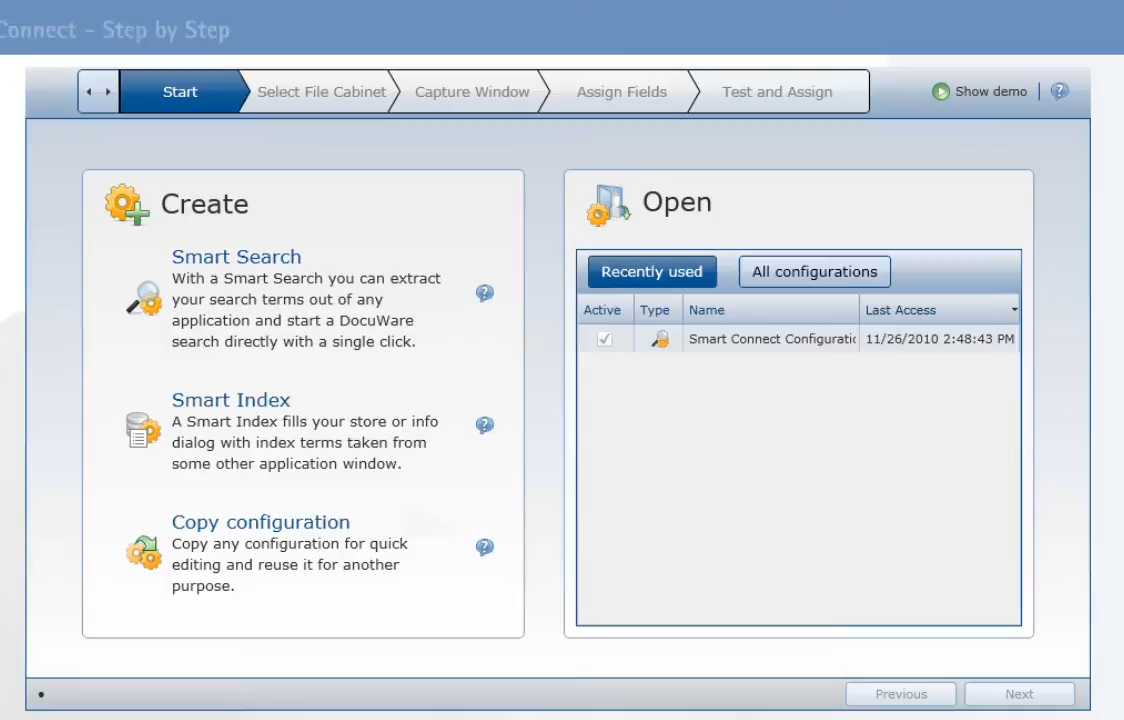 Connect - Step by Step
Start
Select File Cabinet
Capture Window
Assign Fields
Test and Assign
Show demo
Create
Smart Search
With a Smart Search you can extract
your search terms out of any
application and start a DocuWare
search directly with a single click.
Smart Index
A Smart Index fills your store or info
dialog with index terms taken from
some other application window.
Copy configuration
Copy any configuration for quick
editing and reuse it for another
purpose.
Open
Recently used
All configurations
Active Type Name Last Access
Smart Connect Configuratic 11/26/2010 2:48:43 PM
Previous
Next